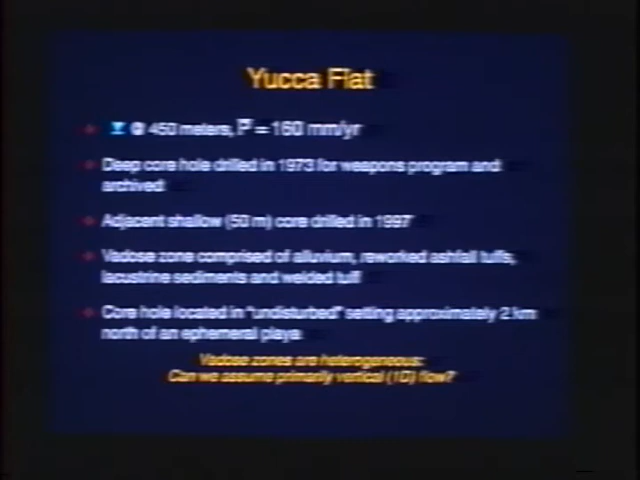 Yucca Flat
@ 450 meters, P = 160 mm/yr
Deep core hole drilled in 1973 for weapons program and
archived
Adjacent shallow (50 m) core drilled in 1997
Vadose zone comprised of alluvium, reworked ashfall tuffs,
lacustrine sediments and welded tuff
Core hole located in "undisturbed" setting approximately 2 km
north of an ephemeral playa
Vadose zones are heterogeneous:
Can we assume primarily vertical (1D) flow?